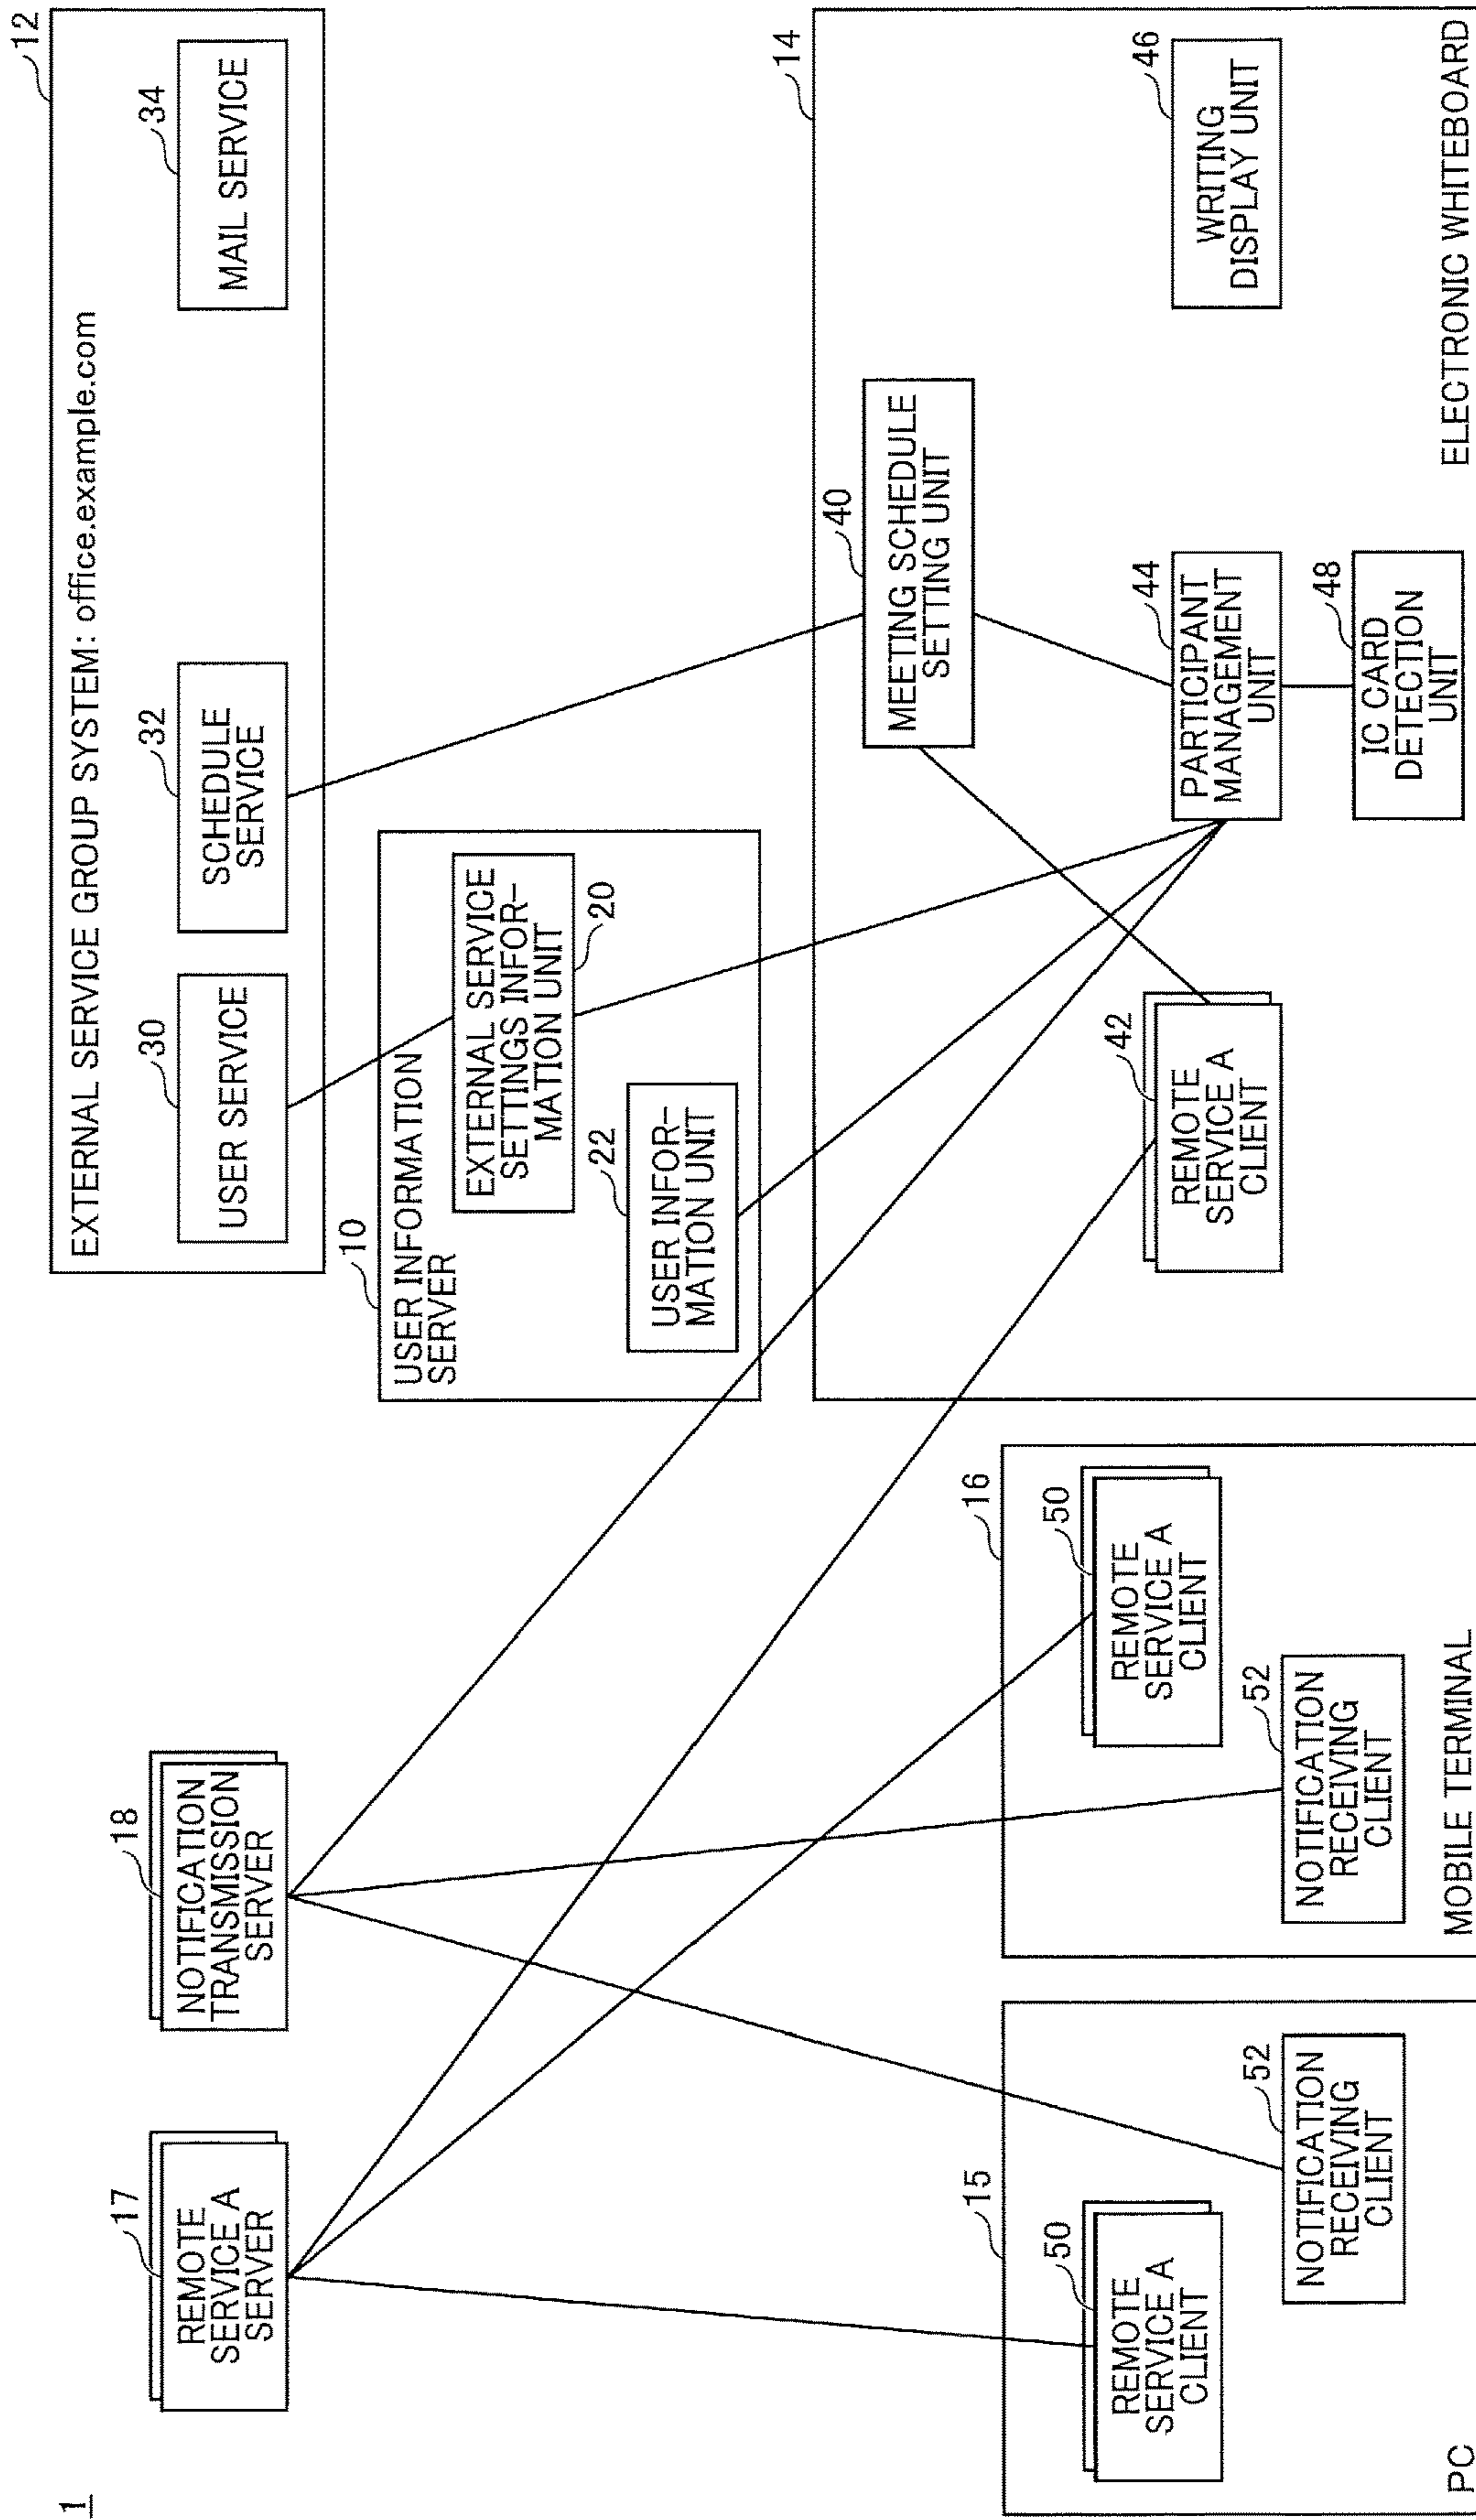 1
17
REMOTE
SERVICE A
SERVER
18
NOTIFICATION
TRANSMISSION
SERVER
12
EXTERNAL SERVICE GROUP SYSTEM: office.example.com
30
USER SERVICE
32
SCHEDULE
SERVICE
34
MAIL SERVICE
10
USER INFORMATION
SERVER
EXTERNAL SERVICE
SETTINGS INFOR-
MATION UNIT
20
22
USER INFOR-
MATION UNIT
15
50
REMOTE
SERVICE A
CLIENT
52
NOTIFICATION
RECEIVING
CLIENT
PC
16
50
REMOTE
SERVICE A
CLIENT
52
NOTIFICATION
RECEIVING
CLIENT
MOBILE TERMINAL
14
40
MEETING SCHEDULE
SETTING UNIT
42
REMOTE
SERVICE A
CLIENT
44
PARTICIPANT
MANAGEMENT
UNIT
46
WRITING
DISPLAY UNIT
48
IC CARD
DETECTION
UNIT
ELECTRONIC WHITEBOARD